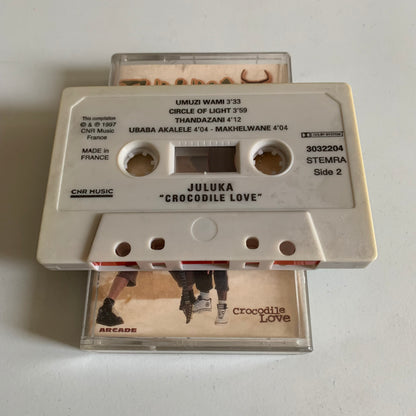 UMUZI WAMI 3'33
CIRCLE OF LIGHT 3'59
THANDAZANI 4'12
UBABA AKALELE 4'04 - MAKHELWANE 4'04
This compilation
© & ℗ 1997
CNR Music
France
MADE in
FRANCE
DOLBY SYSTEM
3032204
STEMRA
Side 2
CNR MUSIC
JULUKA
"CROCODILE LOVE"
Crocodile
Love
ARCADE